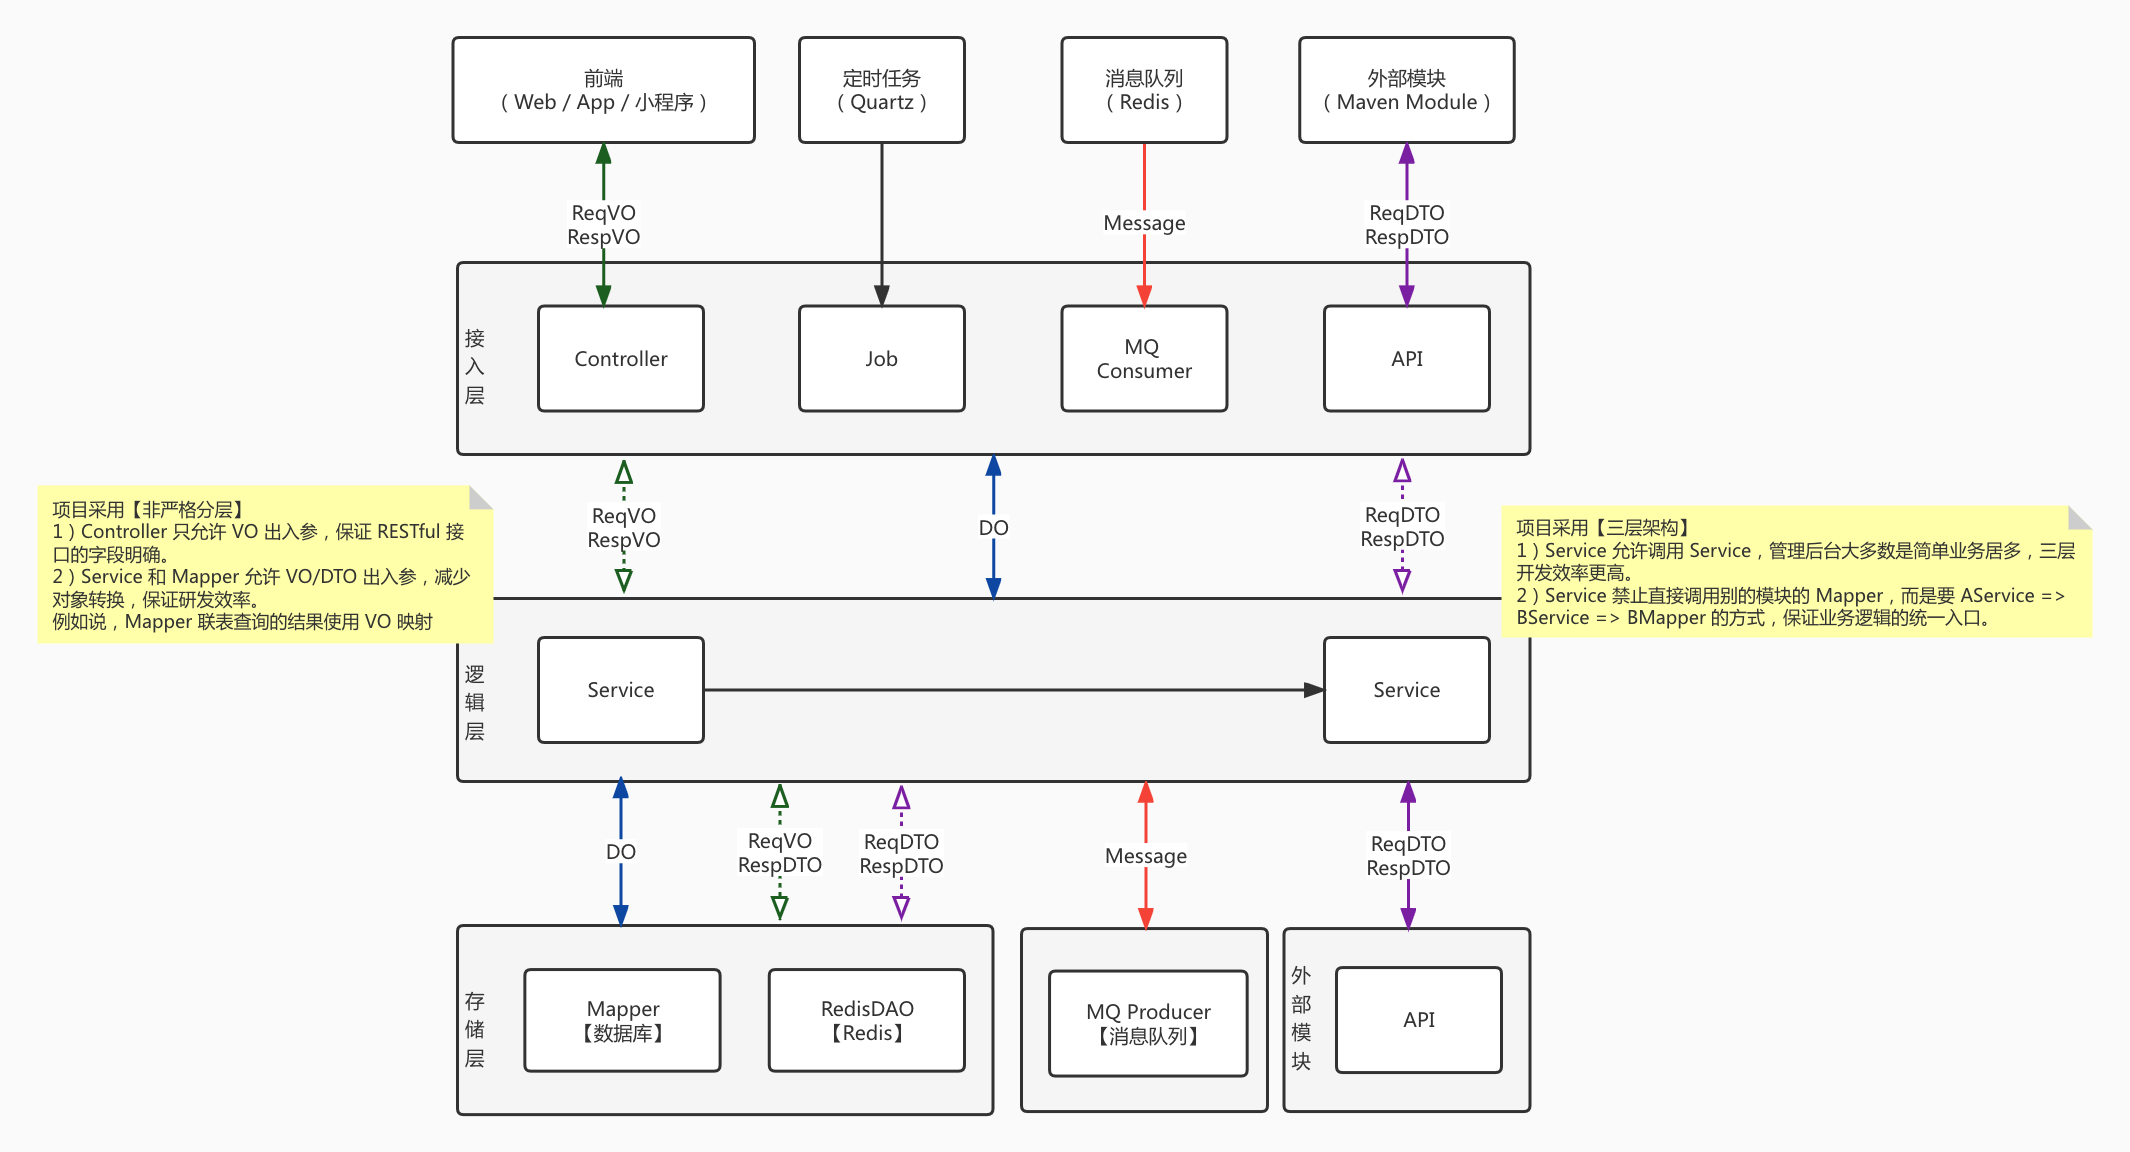 前端
（ Web / App / 小程序 ）
定时任务
（ Quartz ）
消息队列
（ Redis ）
外部模块
（ Maven Module ）
ReqVO
RespVO
Message
ReqDTO
RespDTO
接
入
层
Controller
Job
MQ
Consumer
API
ReqVO
RespVO
DO
ReqDTO
RespDTO
项目采用【非严格分层】
1 ）Controller 只允许 VO 出入参，保证 RESTful 接
口的字段明确。
2 ）Service 和 Mapper 允许 VO/DTO 出入参，减少
对象转换，保证研发效率。
例如说，Mapper 联表查询的结果使用 VO 映射
项目采用【三层架构】
1 ）Service 允许调用 Service，管理后台大多数是简单业务居多，三层
开发效率更高。
2 ）Service 禁止直接调用别的模块的 Mapper，而是要 AService =>
BService => BMapper 的方式，保证业务逻辑的统一入口。
逻
辑
层
Service
Service
DO
ReqVO
RespDTO
ReqDTO
RespDTO
Message
ReqDTO
RespDTO
存
储
层
Mapper
【数据库】
RedisDAO
【Redis】
MQ Producer
【消息队列】
外
部
模
块
API